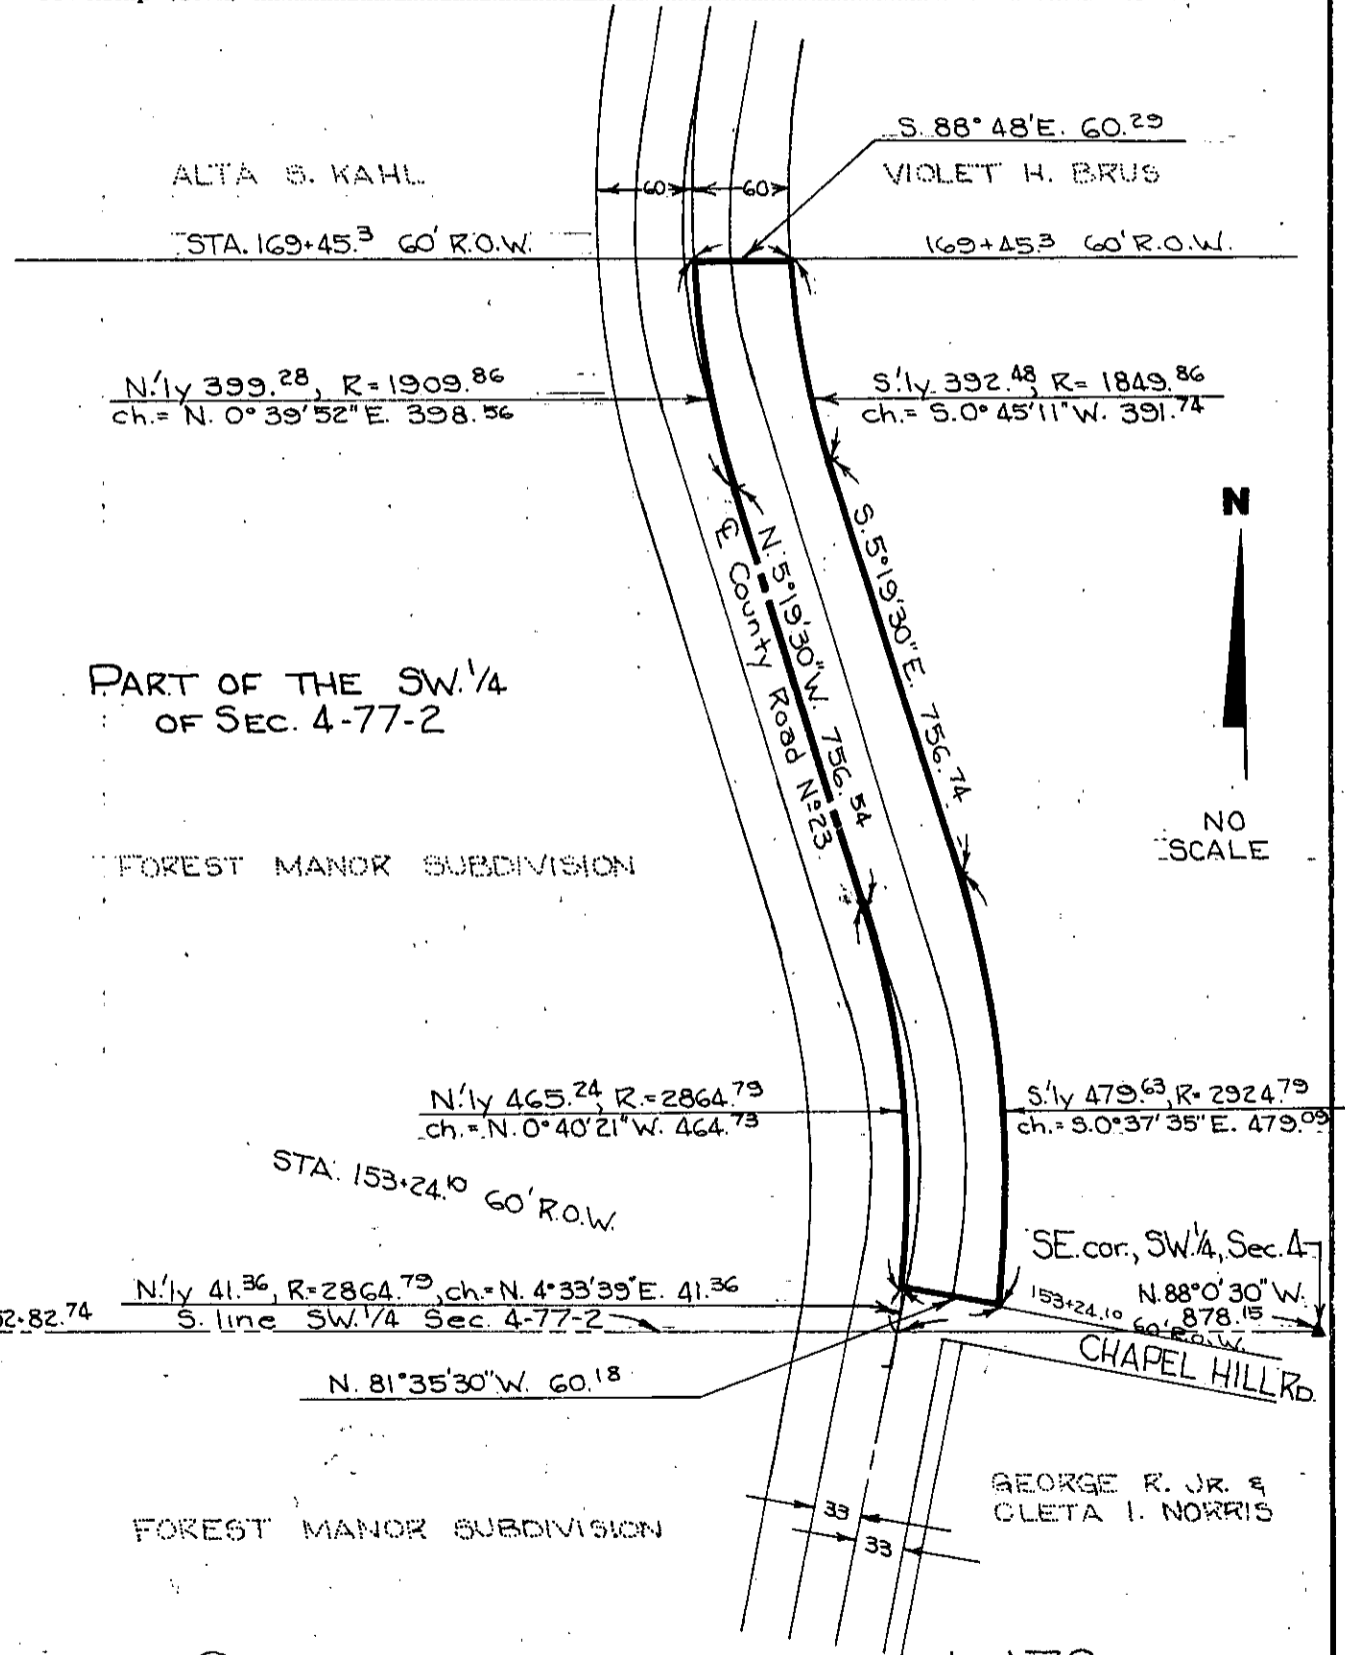 S. 88° 48'E. 60.29
ALTA S. KAHL
VIOLET H. BRUS
60
60
STA. 169+45.3 60' R.O.W.
169+45.3 60' R.O.W.
N.'ly 399.28, R=1909.86
ch.= N. 0° 39'52"E. 398.56
S.'ly 392.48, R= 1849.86
ch.= S.0° 45'11"W. 391.74
N
S. 5°19'30"E. 756.74
N. 5°19'30"W. 756.54
℄ County Road Nº23
PART OF THE SW.1/4
OF SEC. 4-77-2
NO
SCALE
FOREST MANOR SUBDIVISION
N.'ly 465.24, R.=2864.79
ch.= N. 0° 40'21"W. 464.73
S.'ly 479.63, R= 2924.79
ch.= S.0°37'35"E. 479.09
STA. 153+24.10 60' R.O.W.
SE.cor., SW.1/4, Sec.4
N.'ly 41.36, R=2864.79, ch.= N. 4°33'39"E. 41.36
N.88°0'30"W.
878.15
153+24.10
60' R.O.W.
2+82.74
S. line SW.1/4 Sec. 4-77-2
CHAPEL HILL RD.
N. 81°35'30"W. 60.18
GEORGE R. JR. &
CLETA I. NORRIS
33
33
FOREST MANOR SUBDIVISION